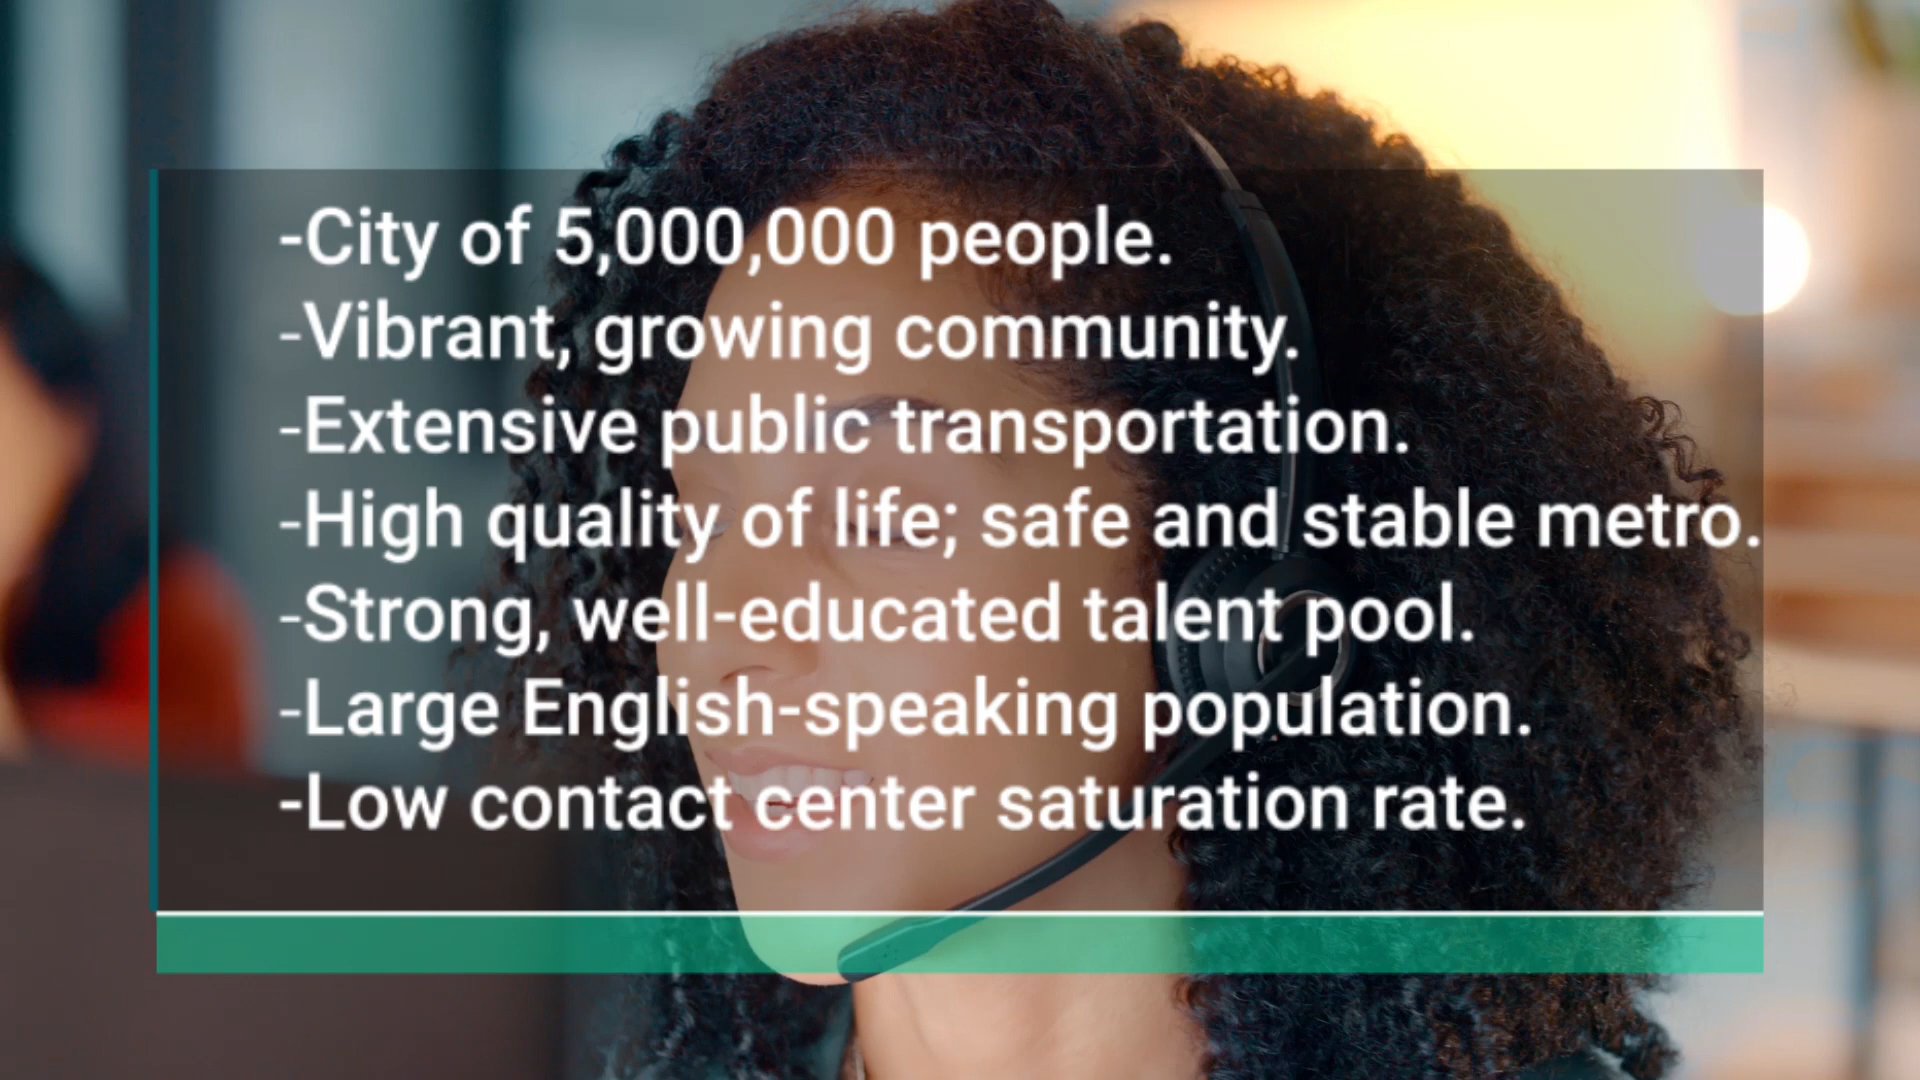 -City of 5,000,000 people.
-Vibrant, growing community.
-Extensive public transportation.
-High quality of life; safe and stable metro.
-Strong, well-educated talent pool.
-Large English-speaking population.
-Low contact center saturation rate.